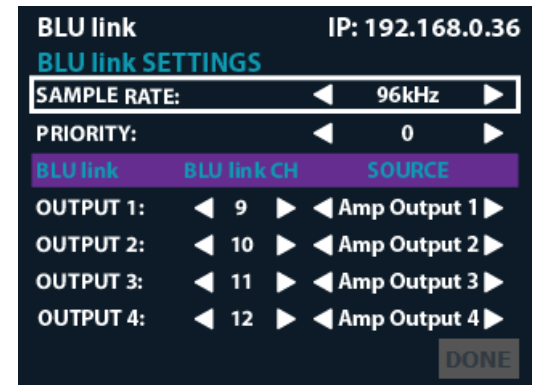 BLU link IP: 192.168.0.36
BLU link SETTINGS
SAMPLE RATE: 96kHz
PRIORITY: 0
BLU link BLU link CH SOURCE
OUTPUT 1: 9 Amp Output 1
OUTPUT 2: 10 Amp Output 2
OUTPUT 3: 11 Amp Output 3
OUTPUT 4: 12 Amp Output 4
DONE